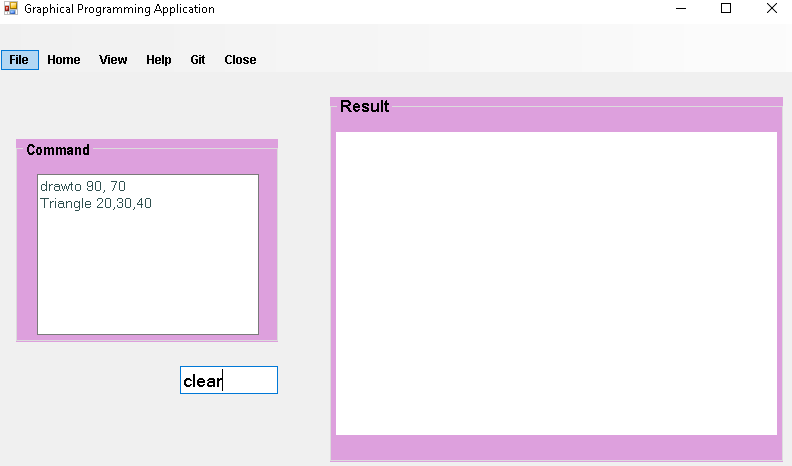 Graphical Programming Application
File Home View Help Git Close
Result
Command
drawto 90, 70
Triangle 20,30,40
clear